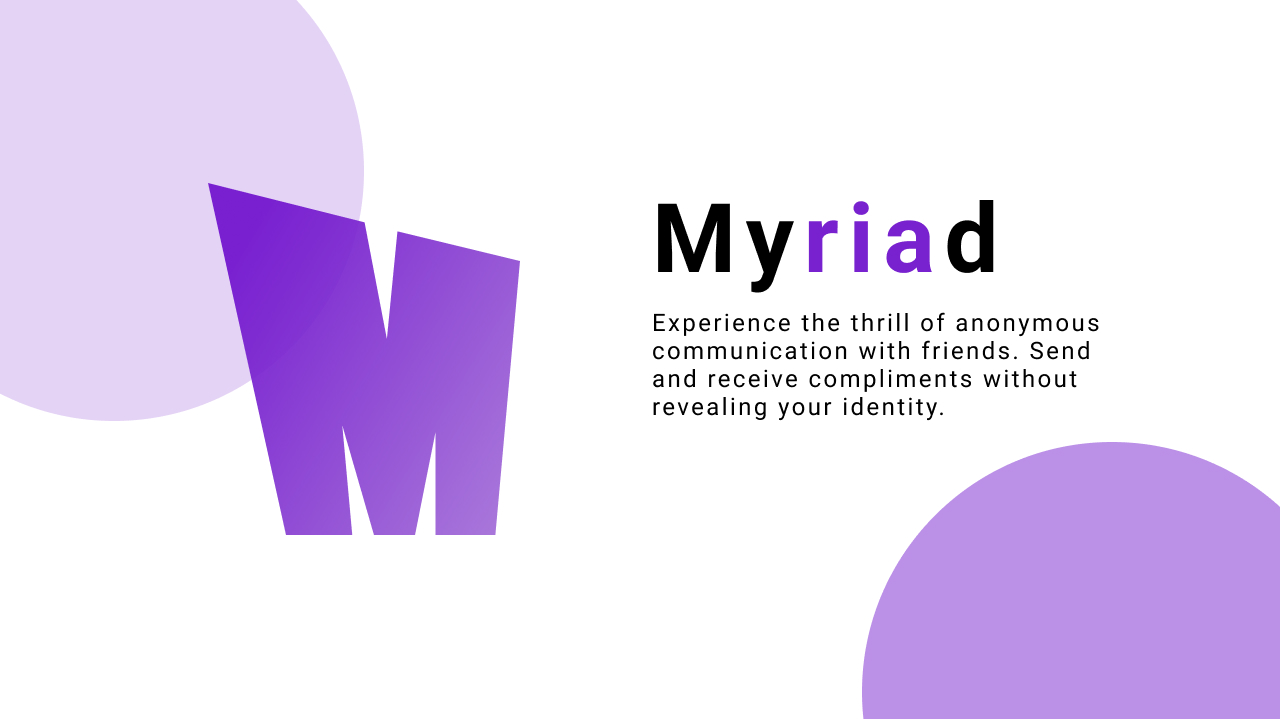 M
Myriad
Experience the thrill of anonymous
communication with friends. Send
and receive compliments without
revealing your identity.